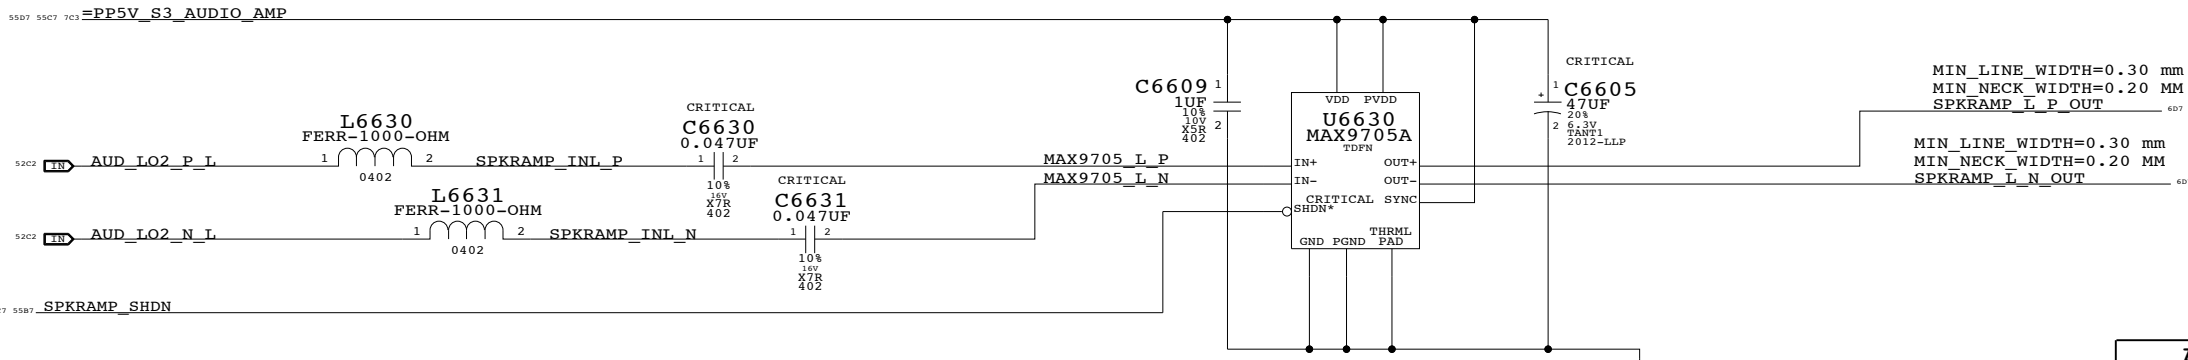 55D7 55C7 7C3 =PP5V_S3_AUDIO_AMP
CRITICAL
C6605
1
+
47UF
20%
2 6.3V
TANT1
2012-LLP
C6609 1
1UF
10%
10V
X5R 2
402
MIN_LINE_WIDTH=0.30 mm
MIN_NECK_WIDTH=0.20 MM
SPKRAMP_L_P_OUT 6D7
MIN_LINE_WIDTH=0.30 mm
MIN_NECK_WIDTH=0.20 MM
SPKRAMP_L_N_OUT
VDD PVDD
U6630
MAX9705A
TDFN
IN+ OUT+
IN- OUT-
CRITICAL SYNC
SHDN*
THRML
GND PGND PAD
L6630
FERR-1000-OHM
1 2
0402
CRITICAL
C6630
0.047UF
1 2
10%
16V
X7R
402
52C2 IN AUD_LO2_P_L
SPKRAMP_INL_P
MAX9705_L_P
MAX9705_L_N
L6631
FERR-1000-OHM
1 2
0402
CRITICAL
C6631
0.047UF
1 2
10%
16V
X7R
402
52C2 IN AUD_LO2_N_L
SPKRAMP_INL_N
55B7 SPKRAMP_SHDN